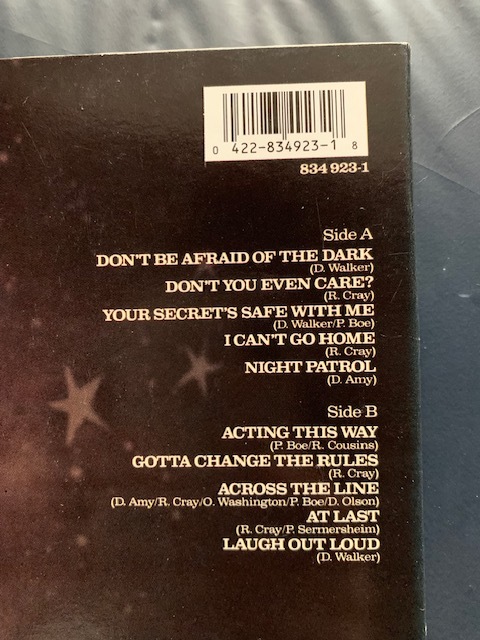 0 422-834923-1 8
834 923-1
Side A
DON'T BE AFRAID OF THE DARK
(D. Walker)
DON'T YOU EVEN CARE?
(R. Cray)
YOUR SECRET'S SAFE WITH ME
(D. Walker/P. Boe)
I CAN'T GO HOME
(R. Cray)
NIGHT PATROL
(D. Amy)
Side B
ACTING THIS WAY
(P. Boe/R. Cousins)
GOTTA CHANGE THE RULES
(R. Cray)
ACROSS THE LINE
(D. Amy/R. Cray/O. Washington/P. Boe/D. Olson)
AT LAST
(R. Cray/P. Sermersheim)
LAUGH OUT LOUD
(D. Walker)